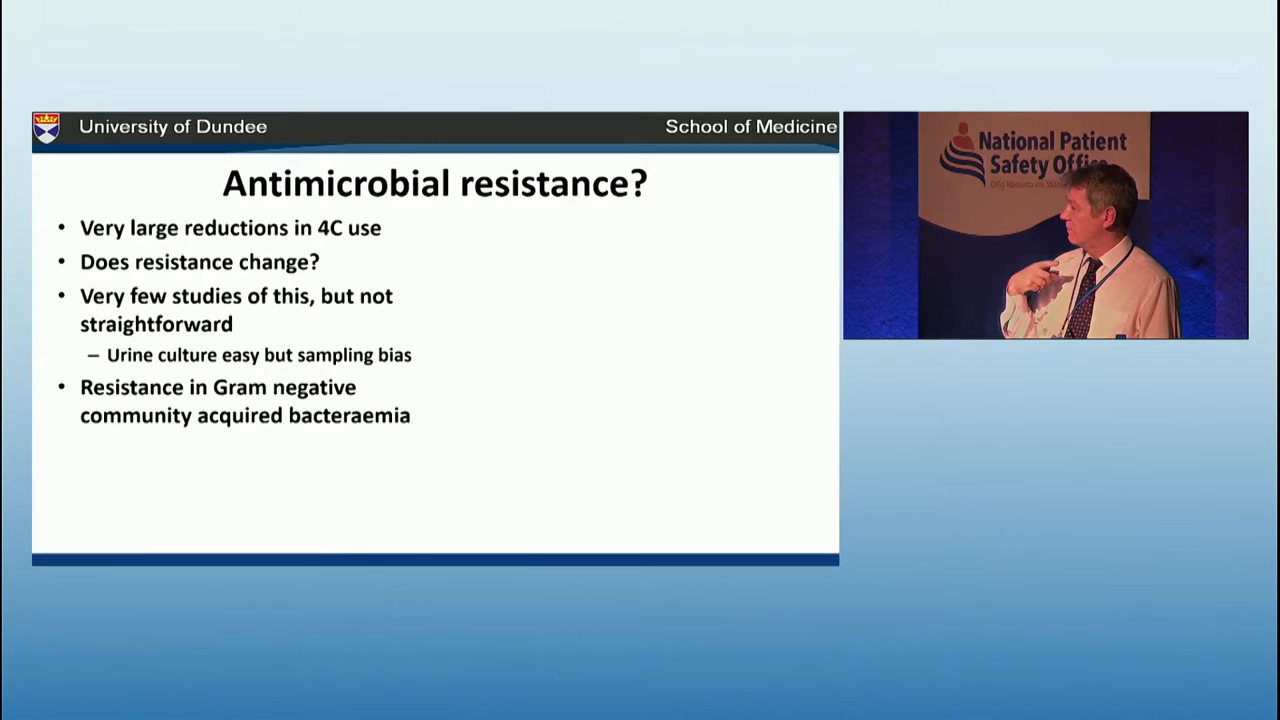 University of Dundee
School of Medicine
Antimicrobial resistance?
• Very large reductions in 4C use
• Does resistance change?
• Very few studies of this, but not
straightforward
– Urine culture easy but sampling bias
• Resistance in Gram negative
community acquired bacteraemia
National Patient
Safety